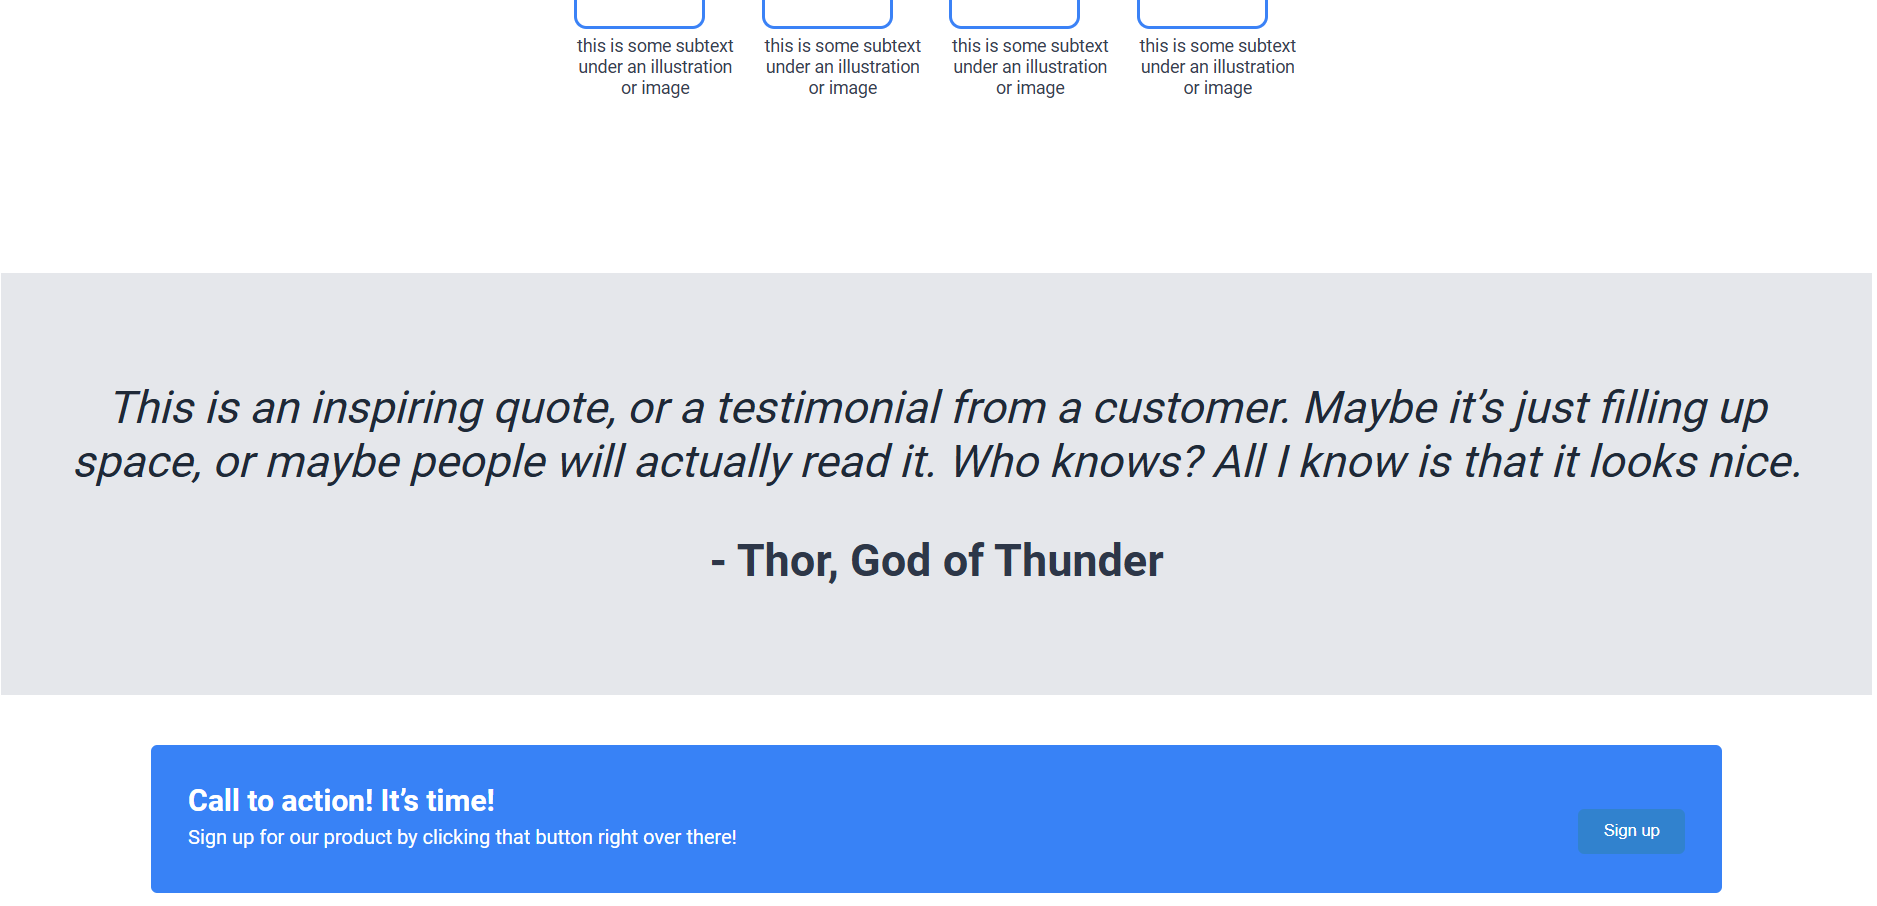 this is some subtext
under an illustration
or image
this is some subtext
under an illustration
or image
this is some subtext
under an illustration
or image
this is some subtext
under an illustration
or image
This is an inspiring quote, or a testimonial from a customer. Maybe it’s just filling up
space, or maybe people will actually read it. Who knows? All I know is that it looks nice.
- Thor, God of Thunder
Call to action! It’s time!
Sign up for our product by clicking that button right over there!
Sign up